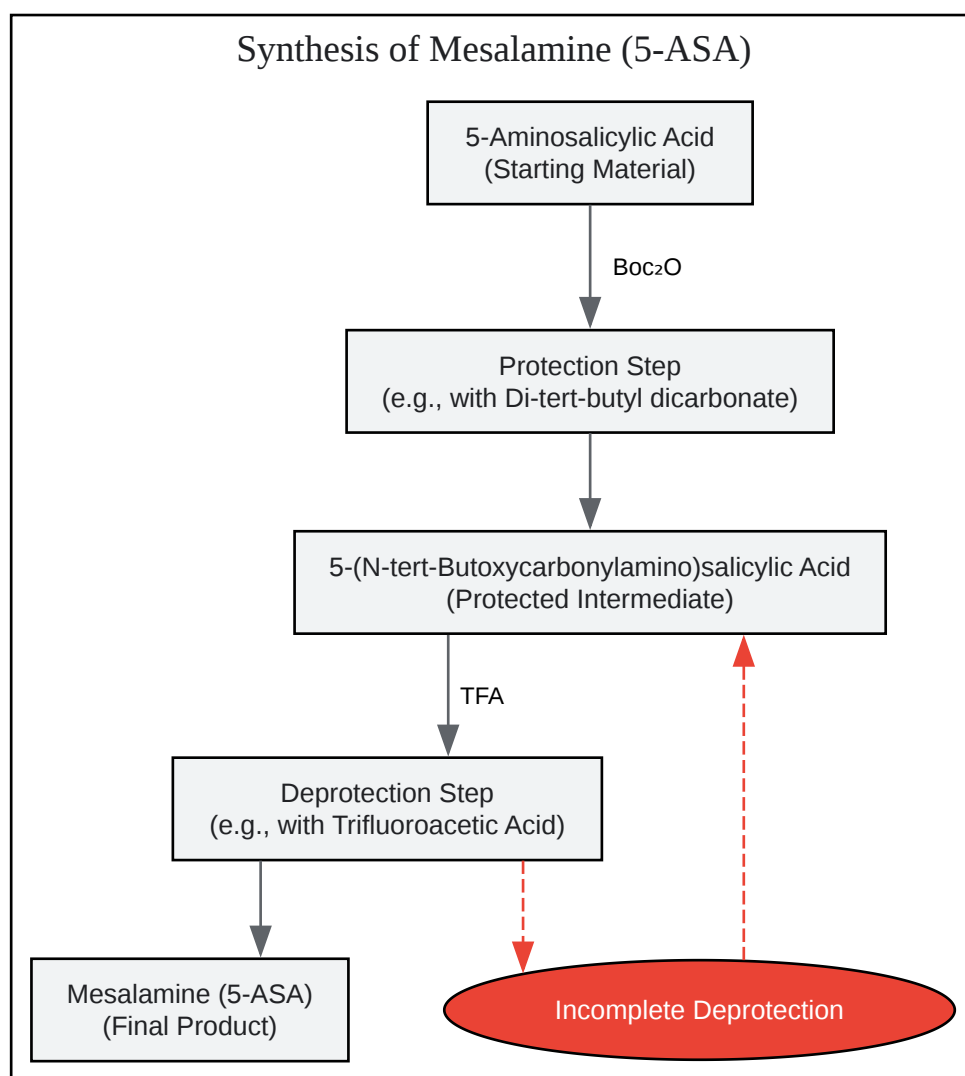 Synthesis of Mesalamine (5-ASA)
5-Aminosalicylic Acid
(Starting Material)
Boc₂O
Protection Step
(e.g., with Di-tert-butyl dicarbonate)
5-(N-tert-Butoxycarbonylamino)salicylic Acid
(Protected Intermediate)
TFA
Deprotection Step
(e.g., with Trifluoroacetic Acid)
Mesalamine (5-ASA)
(Final Product)
Incomplete Deprotection